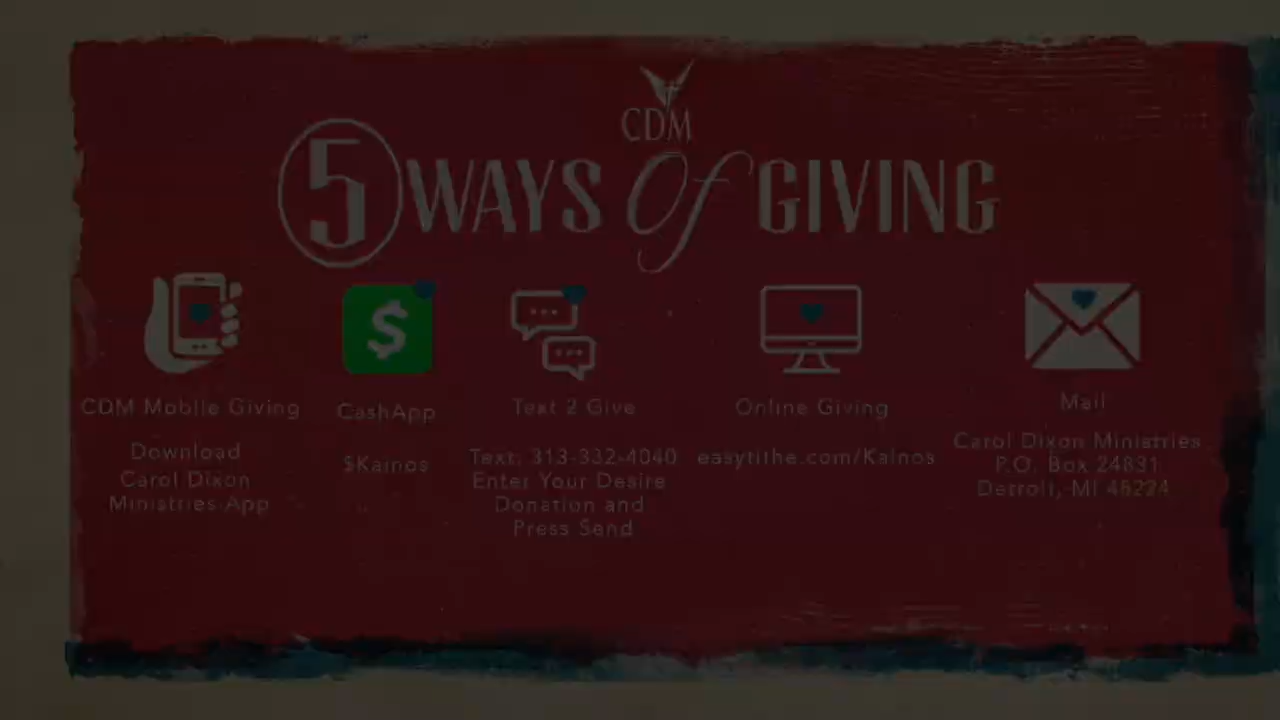 CDM
5 WAYS Of GIVING
CDM Mobile Giving
Download
Carol Dixon
Ministries App
CashApp
$Kainos
Text 2 Give
Text: 313-332-4040
Enter Your Desire
Donation and
Press Send
Online Giving
easytithe.com/Kainos
Mail
Carol Dixon Ministries
P.O. Box 24831
Detroit, MI 48224